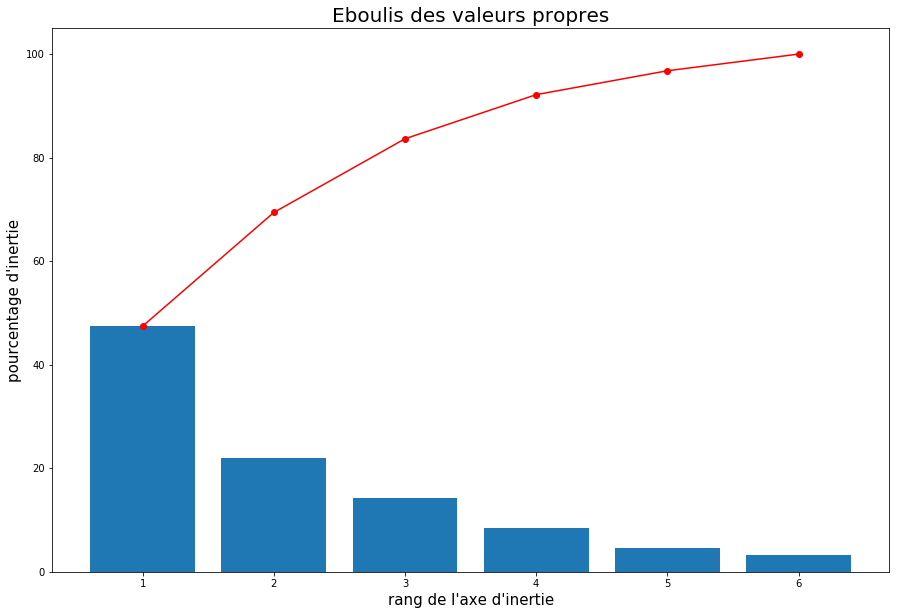 Eboulis des valeurs propres
pourcentage d'inertie
100
80
60
40
20
0
1 2 3 4 5 6
rang de l'axe d'inertie